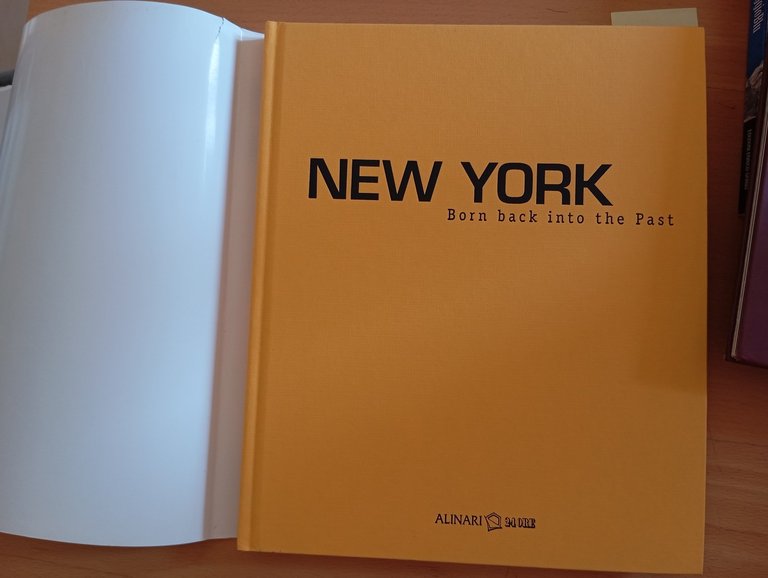 NEW YORK
Born back into the Past
ALINARI 24 ORE